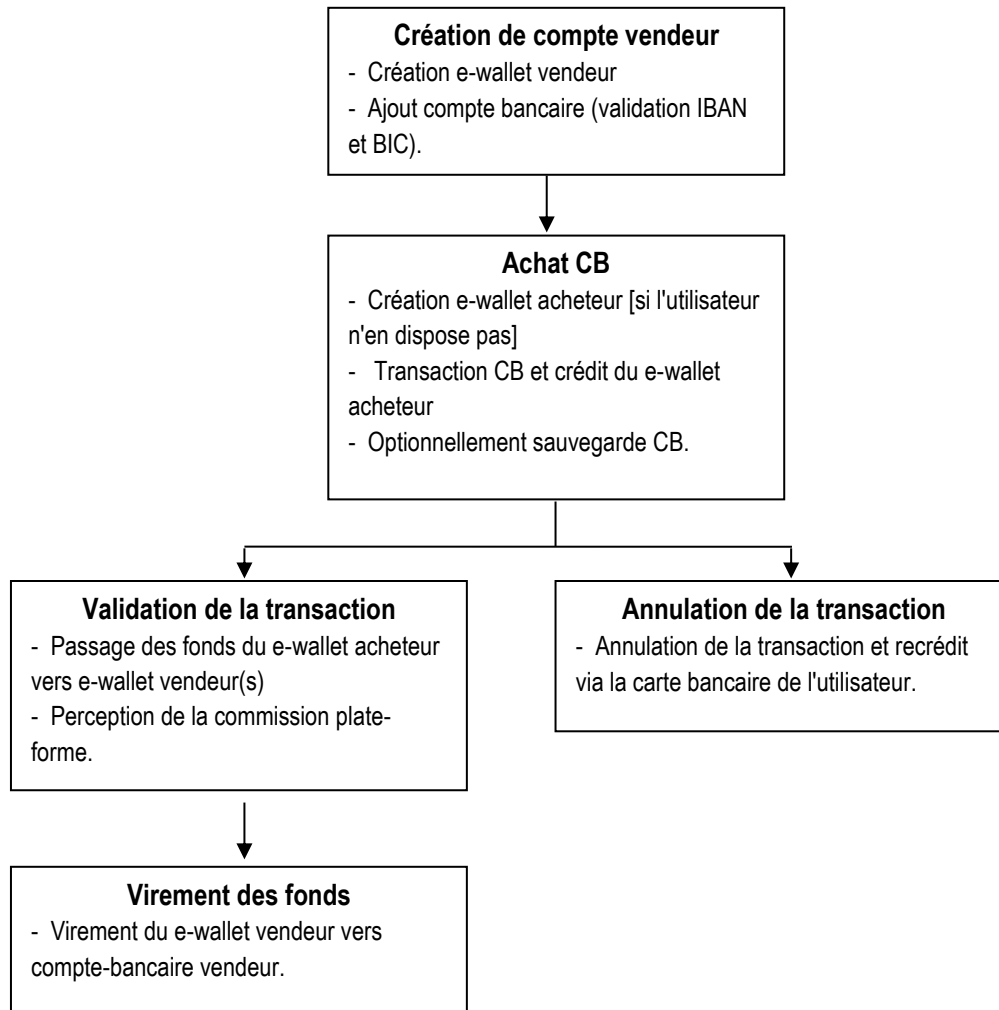 Création de compte vendeur
- Création e-wallet vendeur
- Ajout compte bancaire (validation IBAN
et BIC).
Achat CB
- Création e-wallet acheteur [si l'utilisateur
n'en dispose pas]
- Transaction CB et crédit du e-wallet
acheteur
- Optionnellement sauvegarde CB.
Validation de la transaction
- Passage des fonds du e-wallet acheteur
vers e-wallet vendeur(s)
- Perception de la commission plate-
forme.
Annulation de la transaction
- Annulation de la transaction et recrédit
via la carte bancaire de l'utilisateur.
Virement des fonds
- Virement du e-wallet vendeur vers
compte-bancaire vendeur.